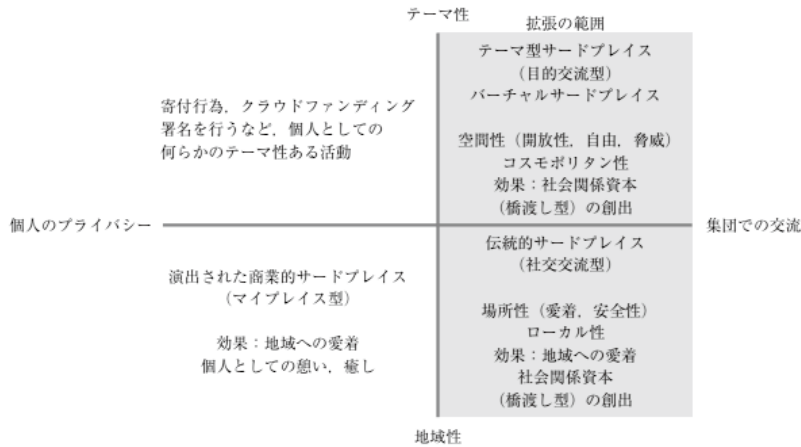 テーマ性
拡張の範囲
テーマ型サードプレイス
（目的交流型）
バーチャルサードプレイス
空間性（開放性，自由，脅威）
コスモポリタン性
効果：社会関係資本
（橋渡し型）の創出
寄付行為，クラウドファンディング
署名を行うなど，個人としての
何らかのテーマ性ある活動
個人のプライバシー
集団での交流
演出された商業的サードプレイス
（マイプレイス型）
効果：地域への愛着
個人としての憩い，癒し
伝統的サードプレイス
（社交交流型）
場所性（愛着，安全性）
ローカル性
効果：地域への愛着
社会関係資本
（橋渡し型）の創出
地域性